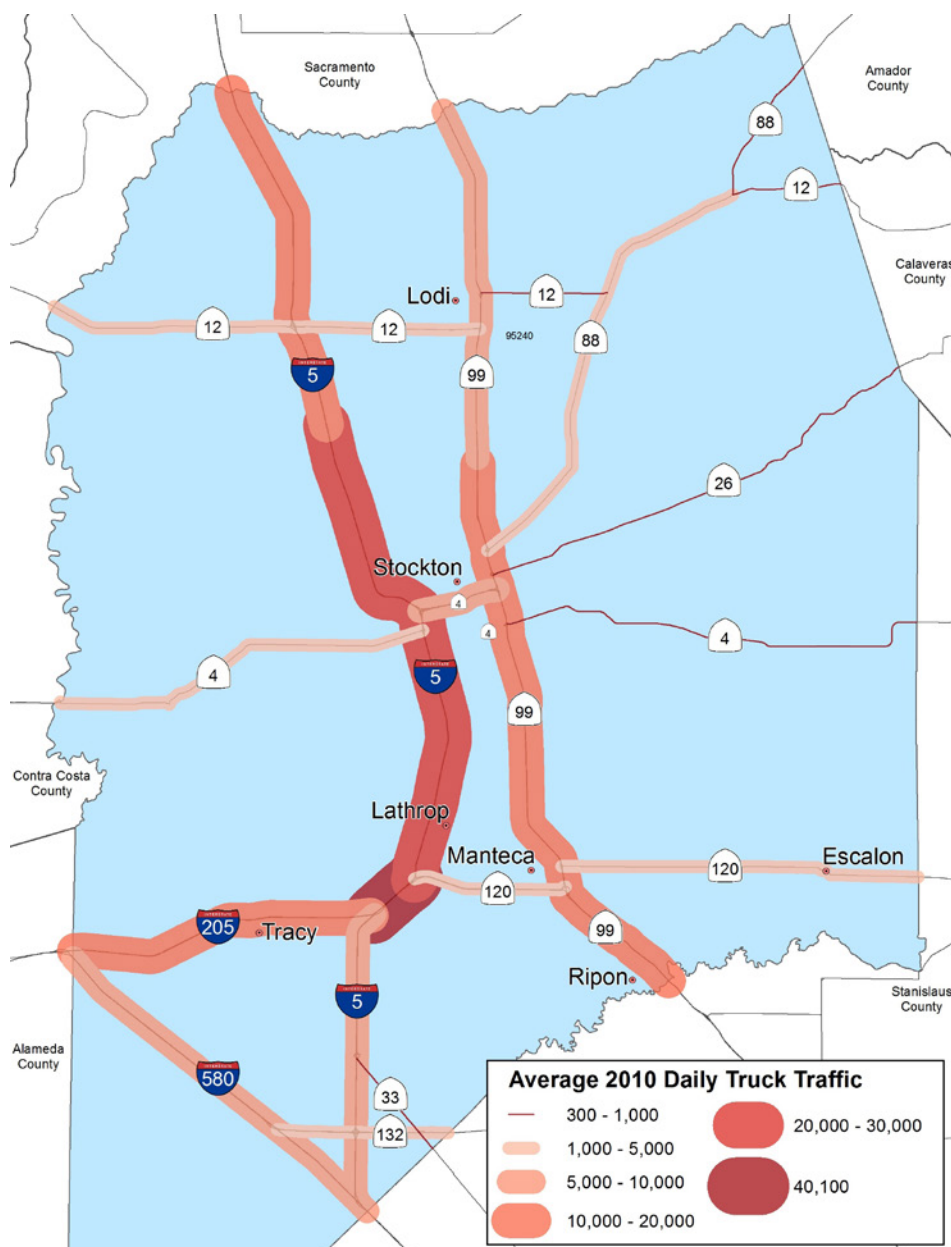 Sacramento
County
Amador
County
88
12
Calaveras
County
Lodi
12
12
12
95240
88
5
99
26
Stockton
4
4
4
4
5
99
Contra Costa
County
Lathrop
Manteca
Escalon
120
120
205
Tracy
99
Ripon
5
Stanislaus
County
Alameda
County
580
33
132
Average 2010 Daily Truck Traffic
300 - 1,000
1,000 - 5,000
5,000 - 10,000
10,000 - 20,000
20,000 - 30,000
40,100